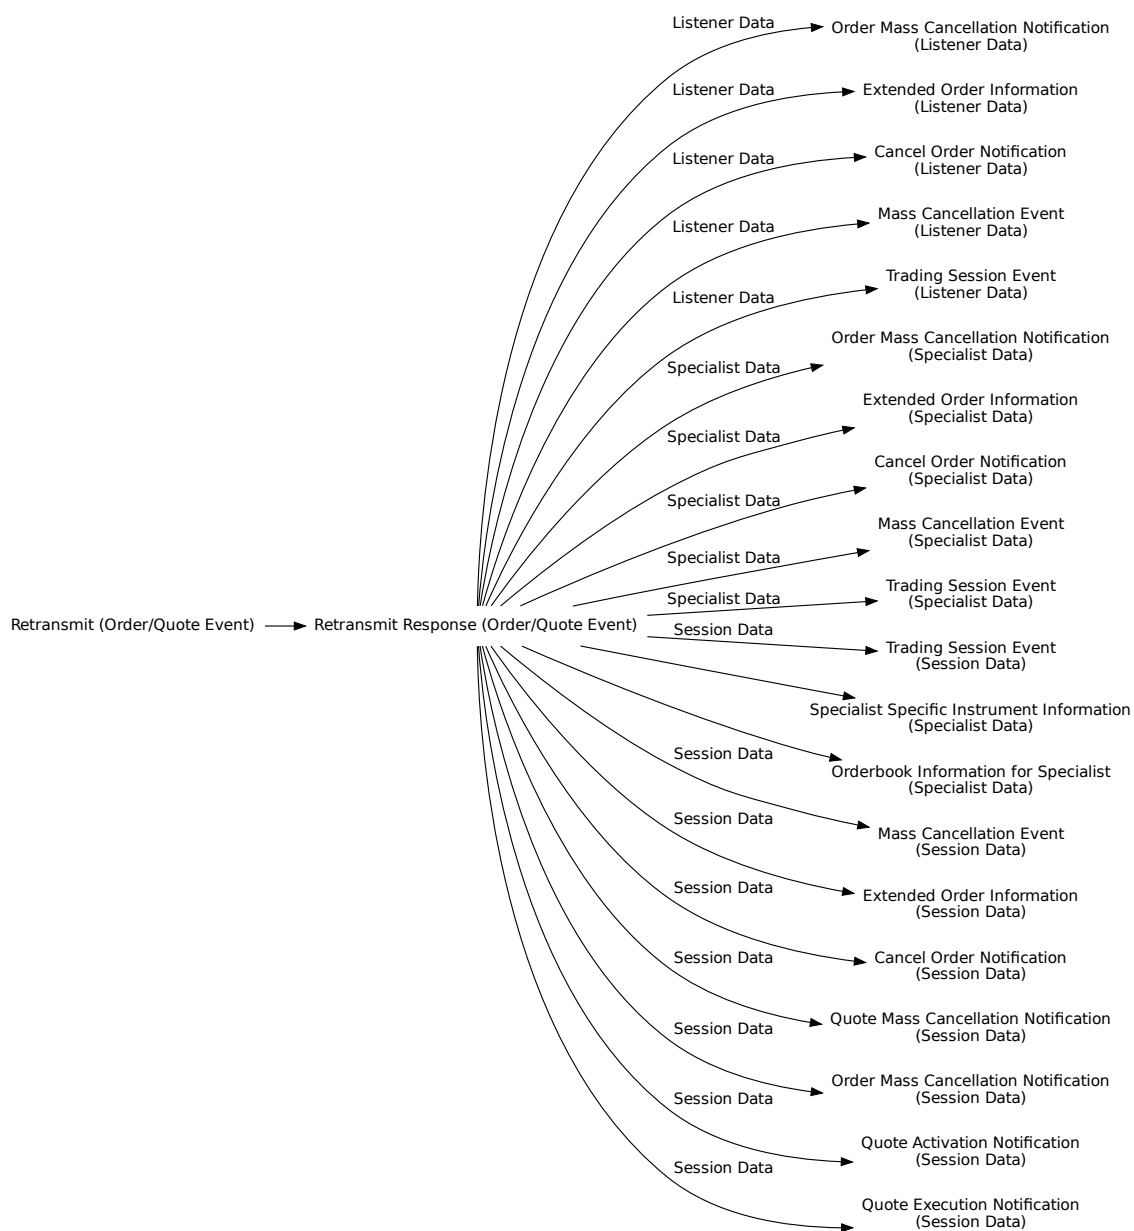 Listener Data
Order Mass Cancellation Notification
(Listener Data)
Listener Data
Extended Order Information
(Listener Data)
Listener Data
Cancel Order Notification
(Listener Data)
Listener Data
Mass Cancellation Event
(Listener Data)
Listener Data
Trading Session Event
(Listener Data)
Specialist Data
Order Mass Cancellation Notification
(Specialist Data)
Specialist Data
Extended Order Information
(Specialist Data)
Specialist Data
Cancel Order Notification
(Specialist Data)
Specialist Data
Mass Cancellation Event
(Specialist Data)
Specialist Data
Trading Session Event
(Specialist Data)
Retransmit (Order/Quote Event)
Retransmit Response (Order/Quote Event)
Session Data
Trading Session Event
(Session Data)
Specialist Specific Instrument Information
(Specialist Data)
Orderbook Information for Specialist
(Specialist Data)
Session Data
Mass Cancellation Event
(Session Data)
Session Data
Extended Order Information
(Session Data)
Session Data
Cancel Order Notification
(Session Data)
Session Data
Quote Mass Cancellation Notification
(Session Data)
Session Data
Order Mass Cancellation Notification
(Session Data)
Session Data
Quote Activation Notification
(Session Data)
Session Data
Quote Execution Notification
(Session Data)